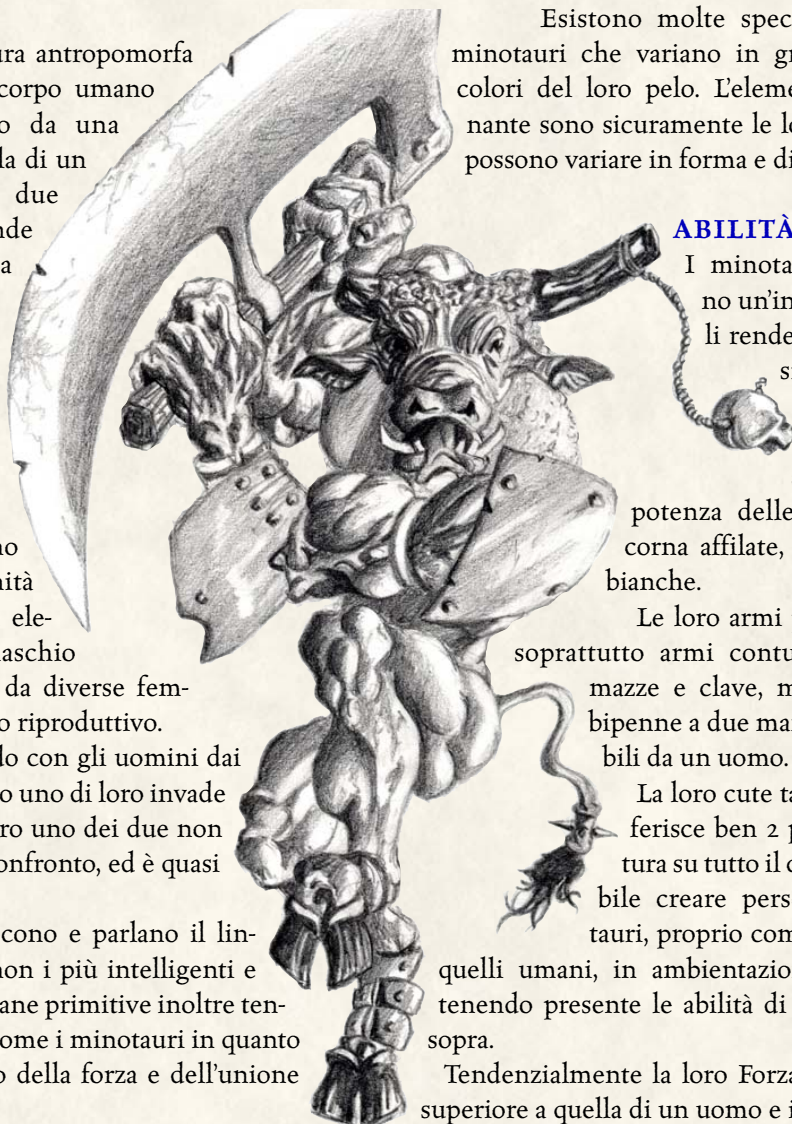 ura antropomorfa
corpo umano
o da una
la di un
due
nde
a
no
nità
ele-
naschio
da diverse fem-
o riproduttivo.
do con gli uomini dai
o uno di loro invade
ro uno dei due non
onfronto, ed è quasi
cono e parlano il lin-
non i più intelligenti e
ane primitive inoltre ten-
ome i minotauri in quanto
o della forza e dell'unione
Esistono molte spec
minotauri che variano in gr
colori del loro pelo. L'eleme
nante sono sicuramente le lo
possono variare in forma e di
ABILITÀ
I minota
no un'in
li rende
si
potenza delle
corna affilate,
bianche.
Le loro armi
soprattutto armi contu
mazze e clave, m
bipenne a due ma
bili da un uomo.
La loro cute ta
ferisce ben 2 p
tura su tutto il c
bile creare pers
tauri, proprio com
quelli umani, in ambientazio
tenendo presente le abilità di
sopra.
Tendenzialmente la loro Forza
superiore a quella di un uomo e i